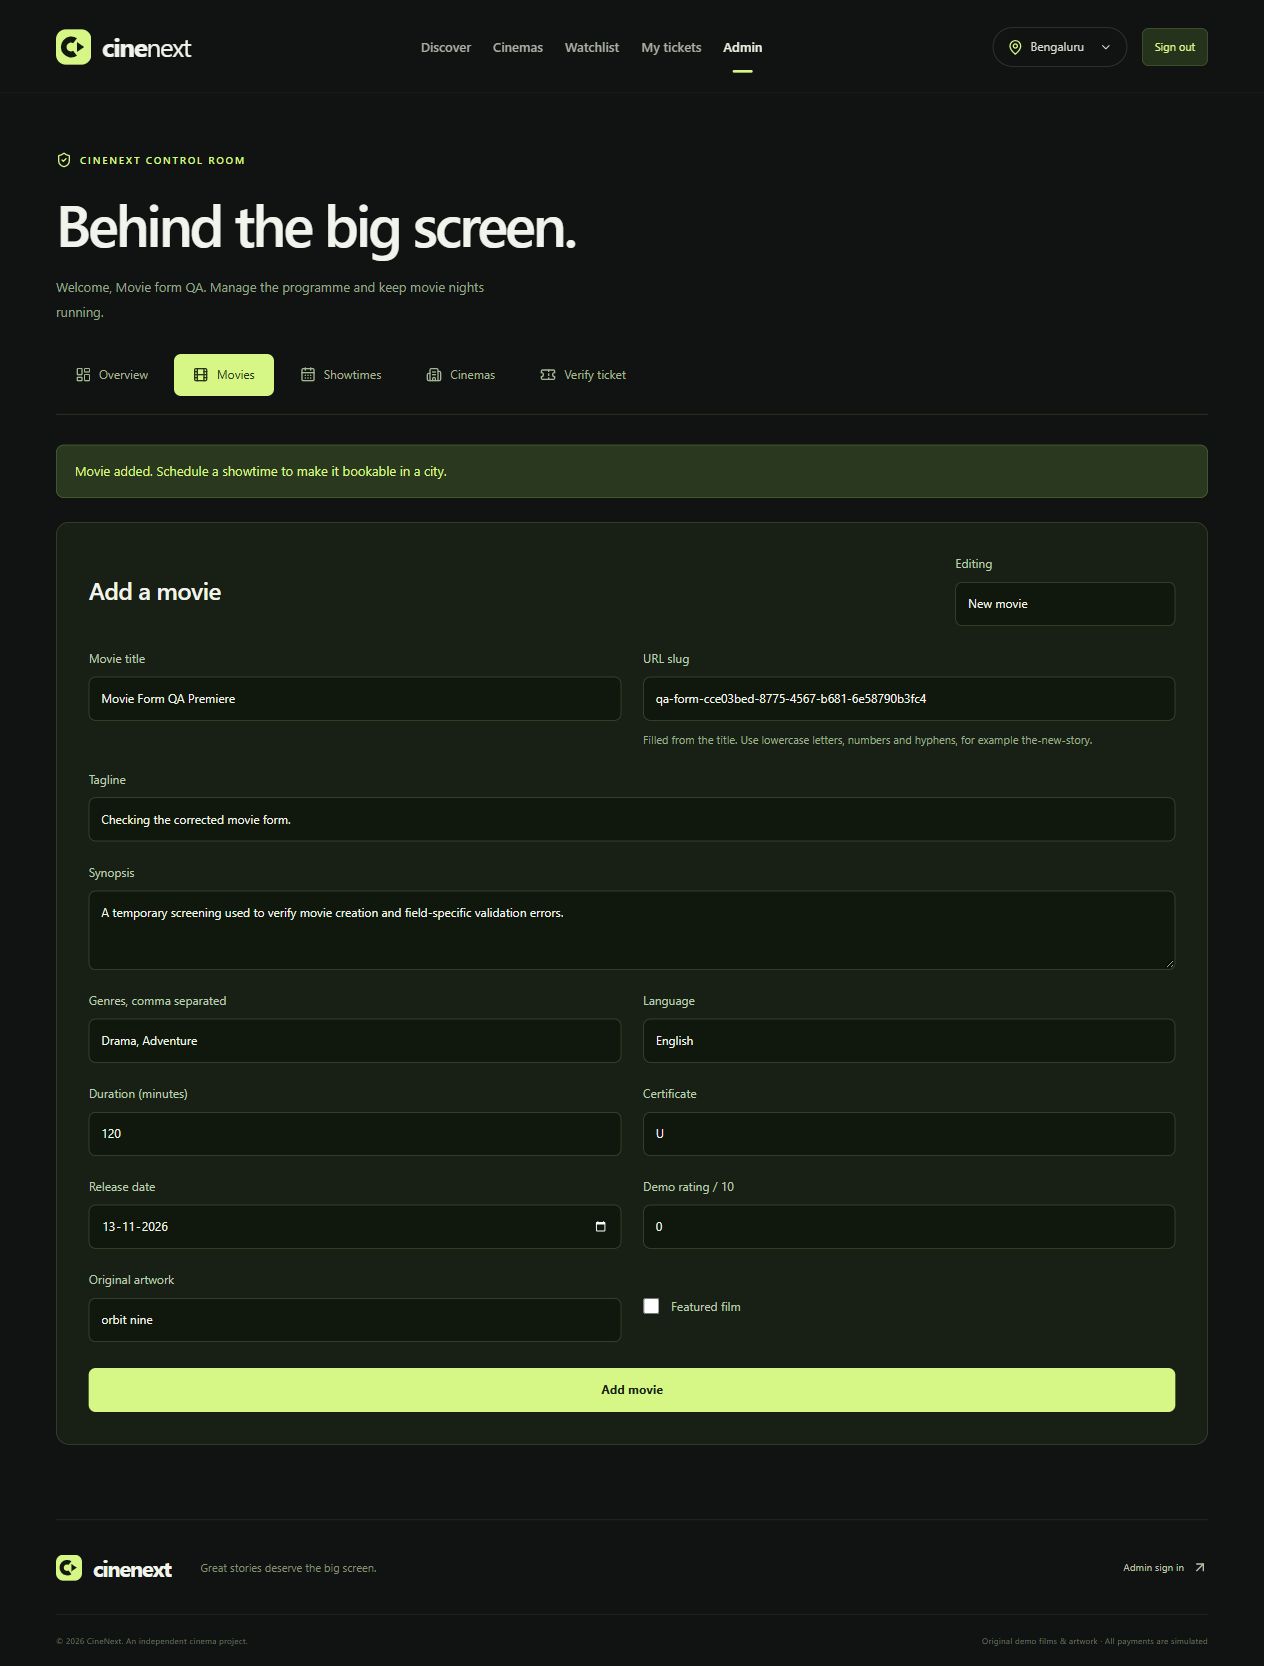 cinenext
Discover
Cinemas
Watchlist
My tickets
Admin
Bengaluru
Sign out
CINENEXT CONTROL ROOM
Behind the big screen.
Welcome, Movie form QA. Manage the programme and keep movie nights
running.
Overview
Movies
Showtimes
Cinemas
Verify ticket
Movie added. Schedule a showtime to make it bookable in a city.
Add a movie
Editing
New movie
Movie title
Movie Form QA Premiere
URL slug
qa-form-cce03bed-8775-4567-b681-6e58790b3fc4
Filled from the title. Use lowercase letters, numbers and hyphens, for example the-new-story.
Tagline
Checking the corrected movie form.
Synopsis
A temporary screening used to verify movie creation and field-specific validation errors.
Genres, comma separated
Drama, Adventure
Language
English
Duration (minutes)
120
Certificate
U
Release date
13-11-2026
Demo rating / 10
0
Original artwork
orbit nine
Featured film
Add movie
cinenext
Great stories deserve the big screen.
Admin sign in
© 2026 CineNext. An independent cinema project.
Original demo films & artwork · All payments are simulated